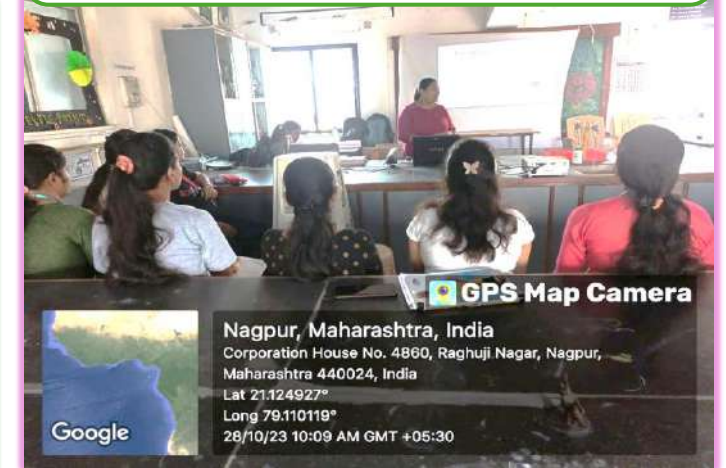 GPS Map Camera
Nagpur, Maharashtra, India
Corporation House No. 4860, Raghuji Nagar, Nagpur,
Maharashtra 440024, India
Lat 21.124927°
Long 79.110119°
28/10/23 10:09 AM GMT +05:30
Google